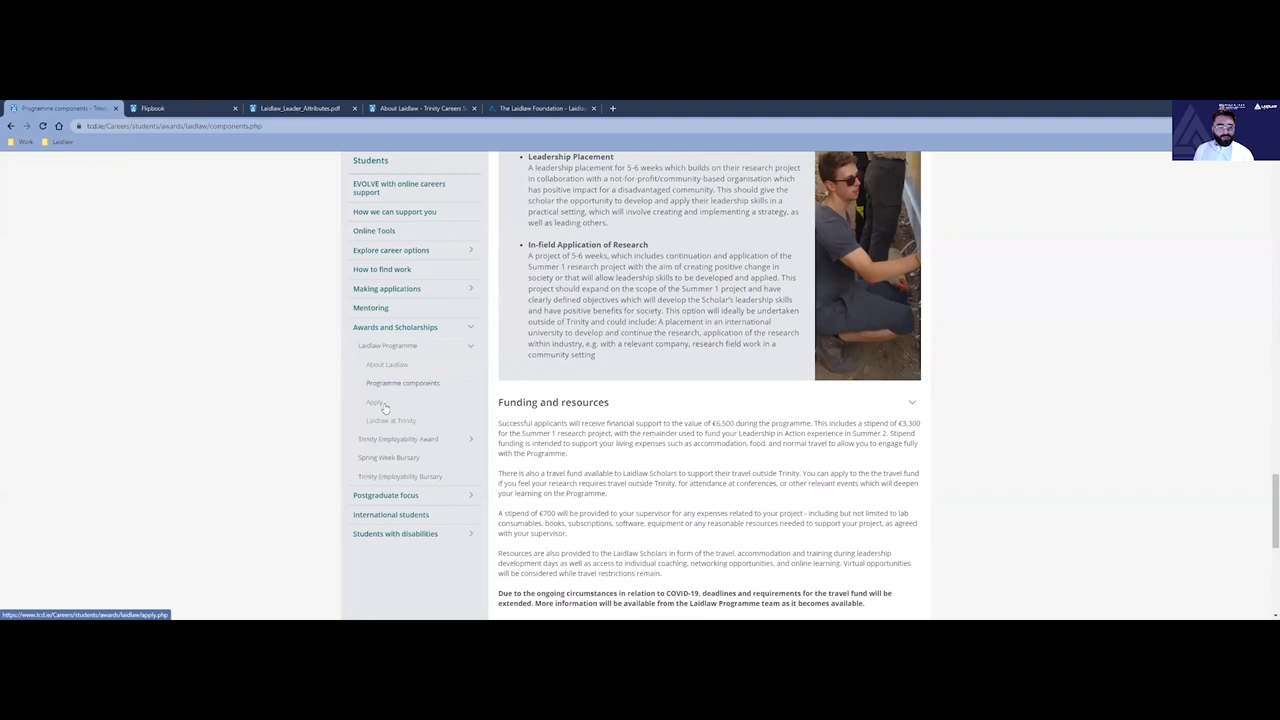 Programme components - Trinity
Flipbook
Laidlaw_Leader_Attributes.pdf
About Laidlaw - Trinity Careers S
The Laidlaw Foundation - Laidla
tcd.ie/Careers/students/awards/laidlaw/components.php
Work
Laidlaw
Students
EVOLVE with online careers
support
How we can support you
Online Tools
Explore career options
How to find work
Making applications
Mentoring
Awards and Scholarships
Laidlaw Programme
About Laidlaw
Programme components
Apply
Laidlaw at Trinity
Trinity Employability Award
Spring Week Bursary
Trinity Employability Bursary
Postgraduate focus
International students
Students with disabilities
• Leadership Placement
A leadership placement for 5-6 weeks which builds on their research project
in collaboration with a not-for-profit/community-based organisation which
has positive impact for a disadvantaged community. This should give the
scholar the opportunity to develop and apply their leadership skills in a
practical setting, which will involve creating and implementing a strategy, as
well as leading others.
• In-field Application of Research
A project of 5-6 weeks, which includes continuation and application of the
Summer 1 research project with the aim of creating positive change in
society or that will allow leadership skills to be developed and applied. This
project should expand on the scope of the Summer 1 project and have
clearly defined objectives which will develop the Scholar's leadership skills
and have positive benefits for society. This option will ideally be undertaken
outside of Trinity and could include: A placement in an international
university to develop and continue the research, application of the research
within industry, e.g. with a relevant company, research field work in a
community setting
Funding and resources
Successful applicants will receive financial support to the value of €6,500 during the programme. This includes a stipend of €3,300
for the Summer 1 research project, with the remainder used to fund your Leadership in Action experience in Summer 2. Stipend
funding is intended to support your living expenses such as accommodation, food, and normal travel to allow you to engage fully
with the Programme.
There is also a travel fund available to Laidlaw Scholars to support their travel outside Trinity. You can apply to the the travel fund
if you feel your research requires travel outside Trinity, for attendance at conferences, or other relevant events which will deepen
your learning on the Programme.
A stipend of €700 will be provided to your supervisor for any expenses related to your project - including but not limited to lab
consumables, books, subscriptions, software, equipment or any reasonable resources needed to support your project, as agreed
with your supervisor.
Resources are also provided to the Laidlaw Scholars in form of the travel, accommodation and training during leadership
development days as well as access to individual coaching, networking opportunities, and online learning. Virtual opportunities
will be considered while travel restrictions remain.
Due to the ongoing circumstances in relation to COVID-19, deadlines and requirements for the travel fund will be
extended. More information will be available from the Laidlaw Programme team as it becomes available.
https://www.tcd.ie/Careers/students/awards/laidlaw/apply.php